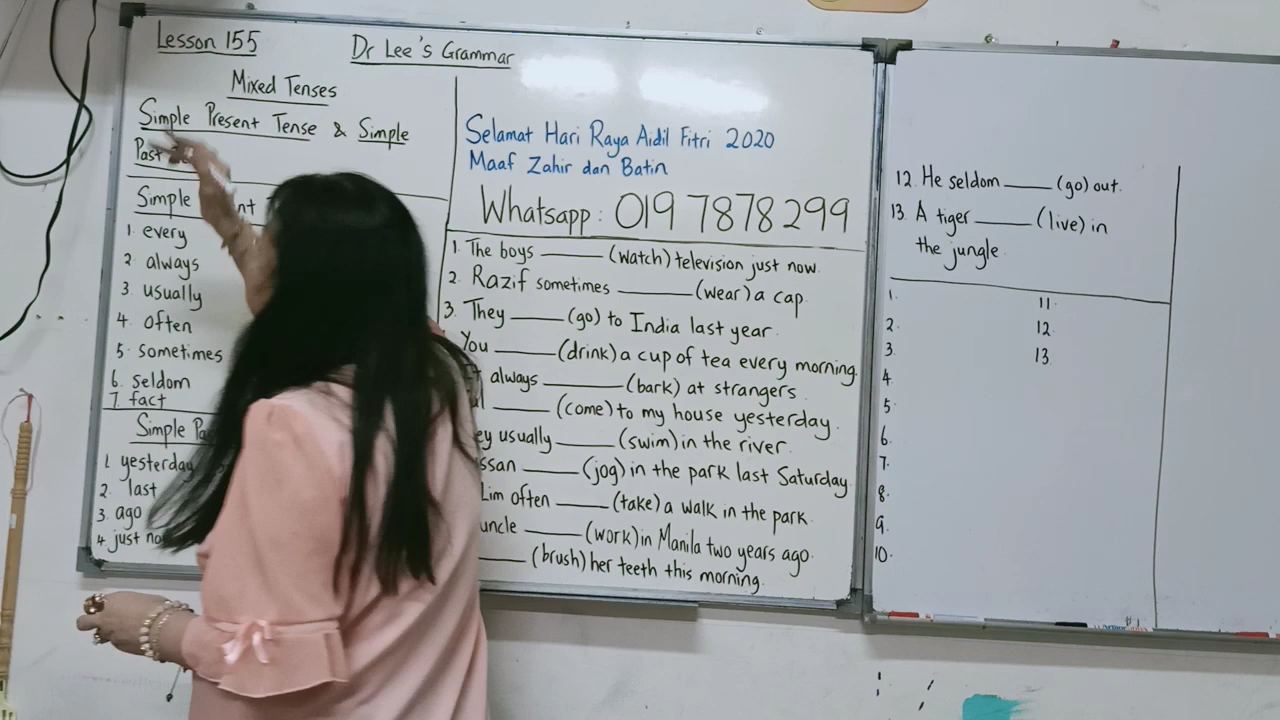 Lesson 155
Dr Lee's Grammar
Mixed Tenses
Simple Present Tense & Simple
Past
Simple
1. every
2. always
3. usually
4. often
5. sometimes
6. seldom
7. fact
Simple
1. yesterday
2. last
3. ago
4. just
Selamat Hari Raya Aidil Fitri 2020
Maaf Zahir dan Batin
Whatsapp: 019 7878 299
1. The boys ______ (watch) television just now.
2. Razif sometimes ______ (wear) a cap.
3. They ______ (go) to India last year.
You ______ (drink) a cup of tea every morning.
always ______ (bark) at strangers.
______ (come) to my house yesterday.
usually ______ (swim) in the river.
______ (jog) in the park last Saturday.
Lim often ______ (take) a walk in the park.
______ (work) in Manila two years ago.
______ (brush) her teeth this morning.
12. He seldom ______ (go) out.
13. A tiger ______ (live) in
the jungle.
1. 11.
2. 12.
3. 13.
4.
5.
6.
7.
8.
9.
10.